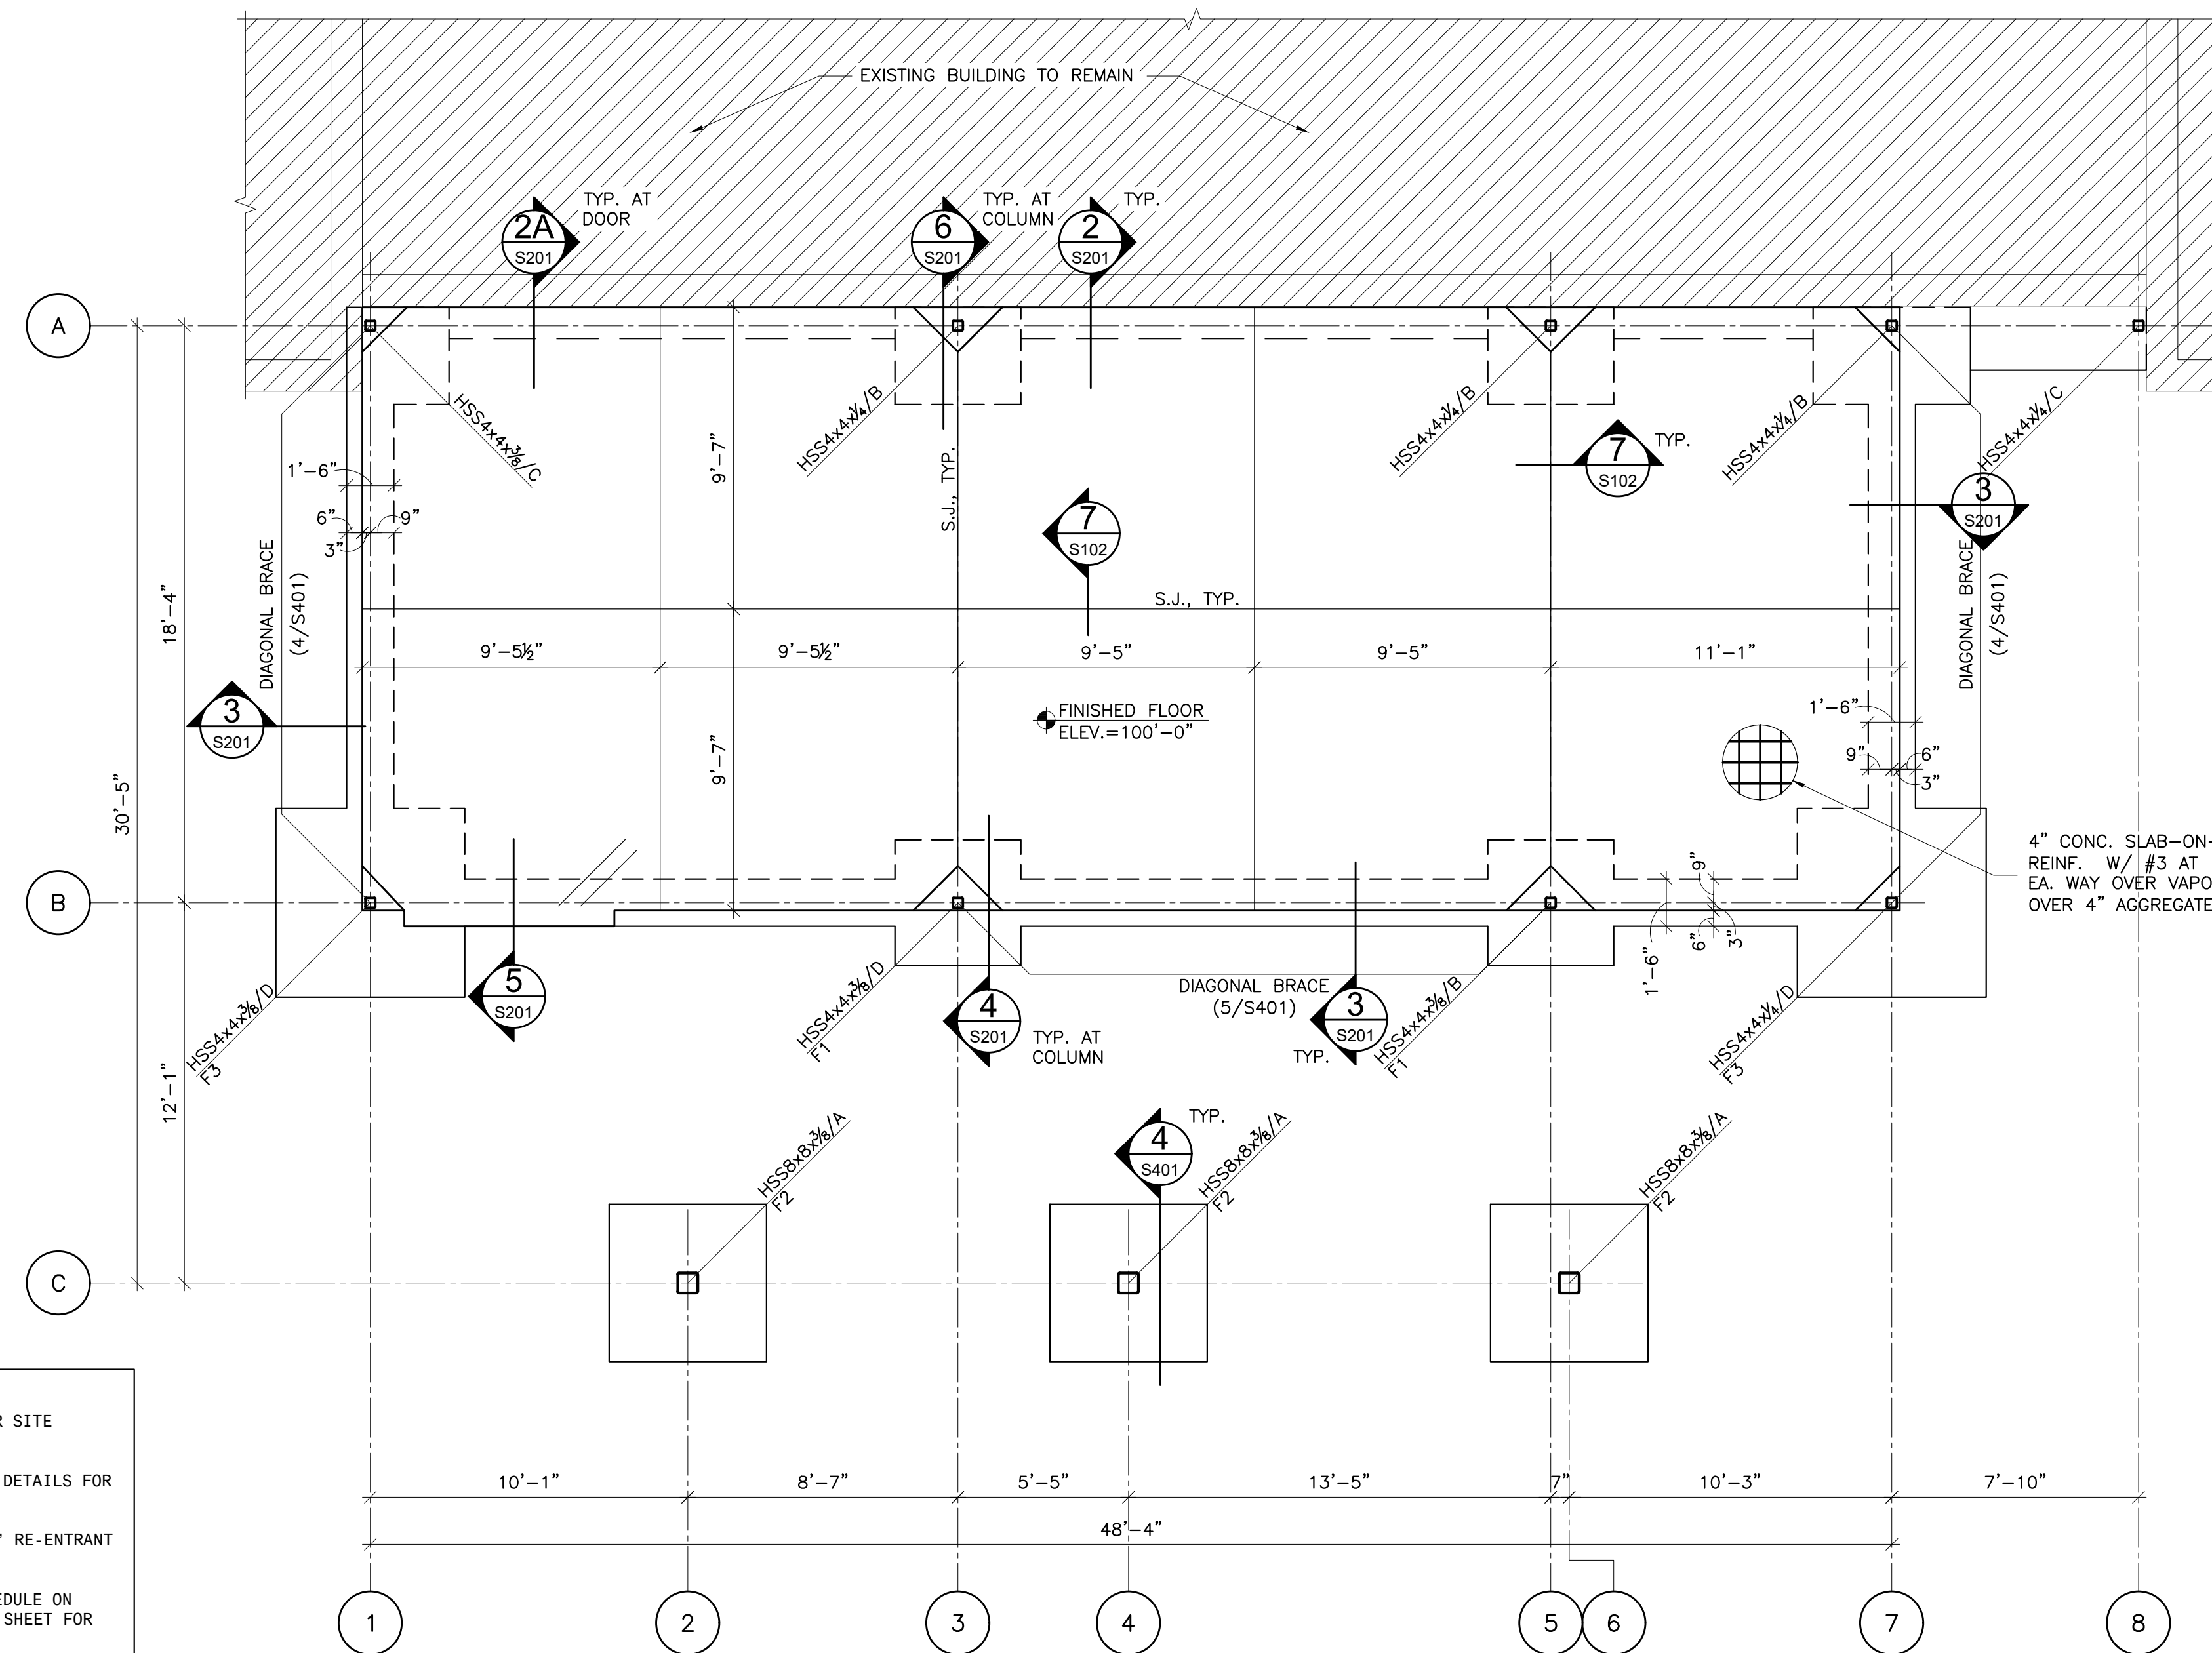 EXISTING BUILDING TO REMAIN
2A
S201
TYP. AT
DOOR
6
S201
TYP. AT
COLUMN
2
S201
TYP.
A
HSS4x4x⅜/C
HSS4x4x¼/B
HSS4x4x¼/B
HSS4x4x¼/B
HSS4x4x¼/C
1'-6"
6"
9"
3"
9'-7"
S.J., TYP.
7
S102
TYP.
3
S201
7
S102
DIAGONAL BRACE
(4/S401)
DIAGONAL BRACE
(4/S401)
18'-4"
S.J., TYP.
9'-5½"
9'-5½"
9'-5"
9'-5"
11'-1"
3
S201
FINISHED FLOOR
ELEV.=100'-0"
9'-7"
1'-6"
9"
6"
3"
30'-5"
4" CONC. SLAB-ON-
REINF. W/ #3 AT
EA. WAY OVER VAPO
OVER 4" AGGREGATE
B
9"
1'-6"
6"
3"
5
S201
4
S201
TYP. AT
COLUMN
DIAGONAL BRACE
(5/S401)
3
S201
TYP.
HSS4x4x⅜/D
F3
HSS4x4x⅜/D
F1
HSS4x4x⅜/B
F1
HSS4x4x¼/D
F3
12'-1"
4
S401
TYP.
HSS8x8x⅜/A
F2
HSS8x8x⅜/A
F2
HSS8x8x⅜/A
F2
C
R SITE
DETAILS FOR
' RE-ENTRANT
EDULE ON
SHEET FOR
10'-1"
8'-7"
5'-5"
13'-5"
7"
10'-3"
7'-10"
48'-4"
1
2
3
4
5
6
7
8